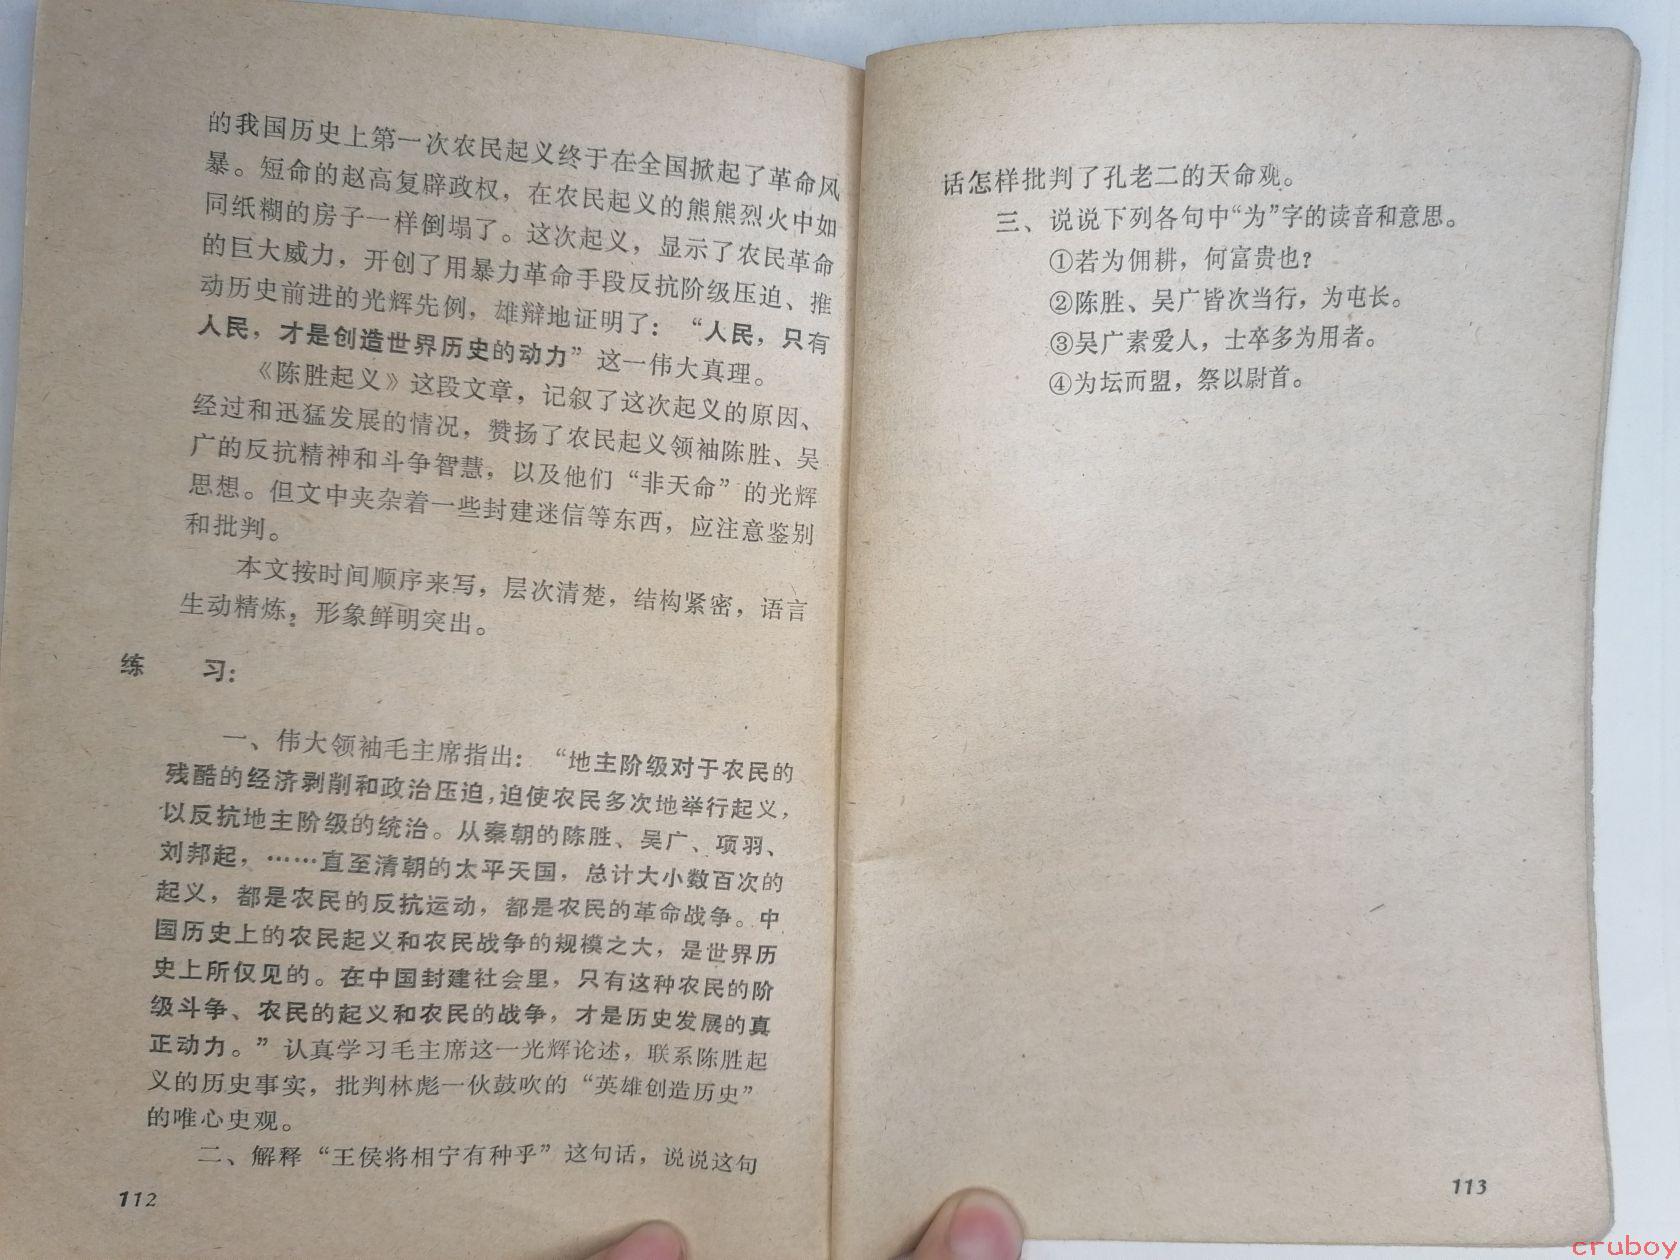 的我国历史上第一次农民起义终于在全国掀起了革命风
暴。短命的赵高复辟政权，在农民起义的熊熊烈火中如
同纸糊的房子一样倒塌了。这次起义，显示了农民革命
的巨大威力，开创了用暴力革命手段反抗阶级压迫、推
动历史前进的光辉先例，雄辩地证明了：“人民，只有
人民，才是创造世界历史的动力”这一伟大真理。
《陈胜起义》这段文章，记叙了这次起义的原因、
经过和迅猛发展的情况，赞扬了农民起义领袖陈胜、吴
广的反抗精神和斗争智慧，以及他们“非天命”的光辉
思想。但文中夹杂着一些封建迷信等东西，应注意鉴别
和批判。
本文按时间顺序来写，层次清楚，结构紧密，语言
生动精炼，形象鲜明突出。
练 习：
一、伟大领袖毛主席指出：“地主阶级对于农民的
残酷的经济剥削和政治压迫，迫使农民多次地举行起义，
以反抗地主阶级的统治。从秦朝的陈胜、吴广、项羽、
刘邦起，……直至清朝的太平天国，总计大小数百次的
起义，都是农民的反抗运动，都是农民的革命战争。中
国历史上的农民起义和农民战争的规模之大，是世界历
史上所仅见的。在中国封建社会里，只有这种农民的阶
级斗争、农民的起义和农民的战争，才是历史发展的真
正动力。”认真学习毛主席这一光辉论述，联系陈胜起
义的历史事实，批判林彪一伙鼓吹的“英雄创造历史”
的唯心史观。
二、解释“王侯将相宁有种乎”这句话，说说这句
112
话怎样批判了孔老二的天命观。
三、说说下列各句中“为”字的读音和意思。
①若为佣耕，何富贵也？
②陈胜、吴广皆次当行，为屯长。
③吴广素爱人，士卒多为用者。
④为坛而盟，祭以尉首。
113
cruboy